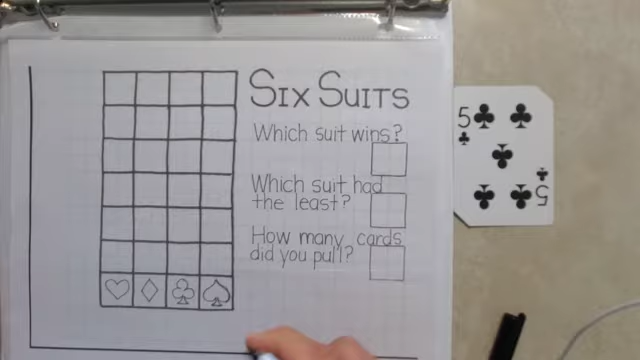 SIX SUITS
Which suit wins?
Which suit had
the least?
How many cards
did you pull?
5
5